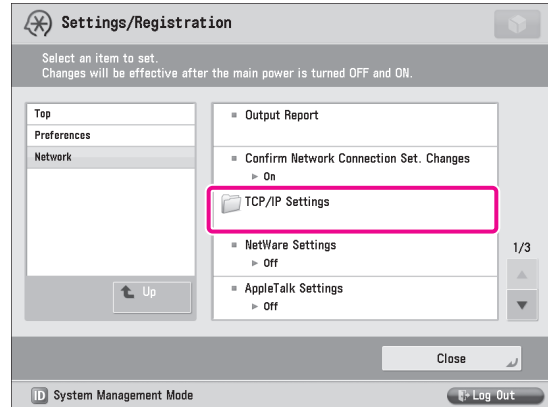 Settings/Registration
Select an item to set.
Changes will be effective after the main power is turned OFF and ON.
Top
Preferences
Network
Up
Output Report
Confirm Network Connection Set. Changes
► On
TCP/IP Settings
NetWare Settings
► Off
AppleTalk Settings
► Off
1/3
Close
ID System Management Mode
Log Out